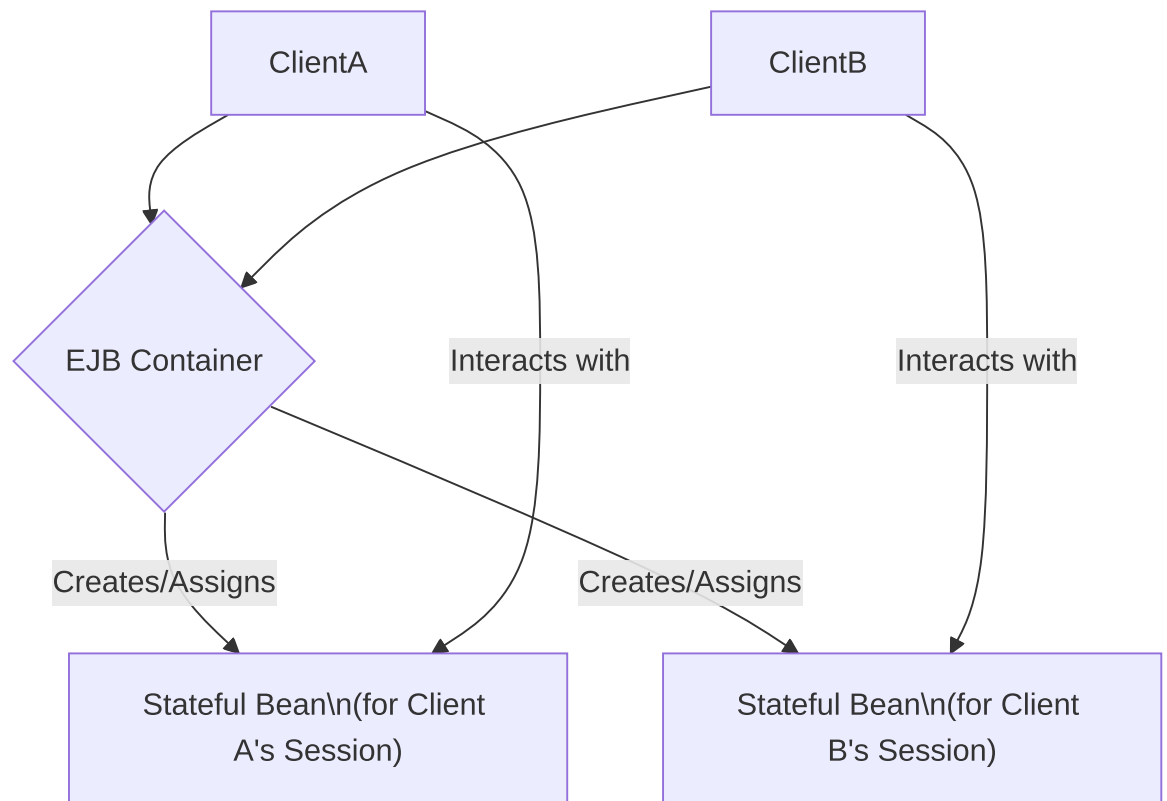 ClientA
ClientB
EJB Container
Interacts with
Interacts with
Creates/Assigns
Creates/Assigns
Stateful Bean\n(for Client
A's Session)
Stateful Bean\n(for Client
B's Session)